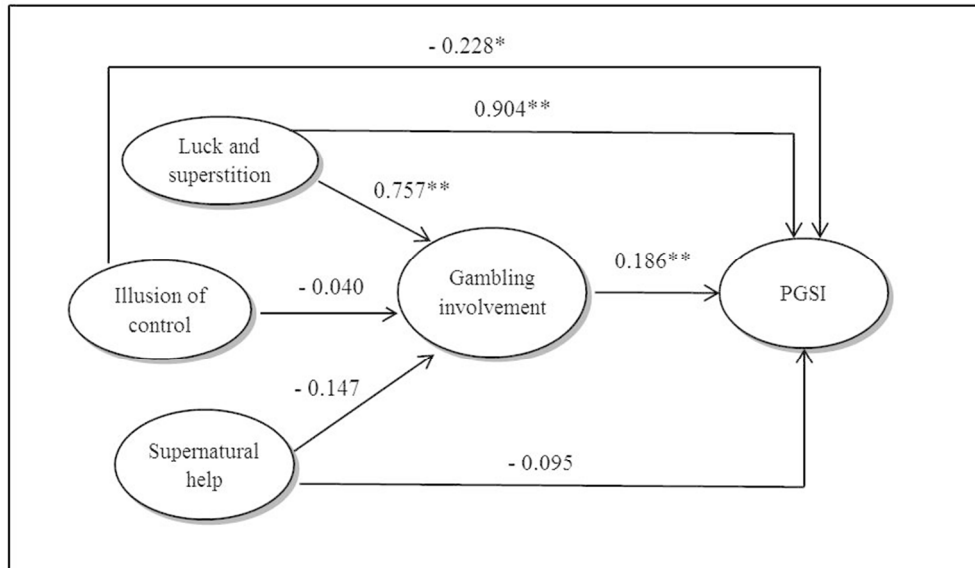 - 0.228*
0.904**
Luck and
superstition
0.757**
Gambling
involvement
0.186**
PGSI
Illusion of
control
- 0.040
- 0.147
Supernatural
help
- 0.095